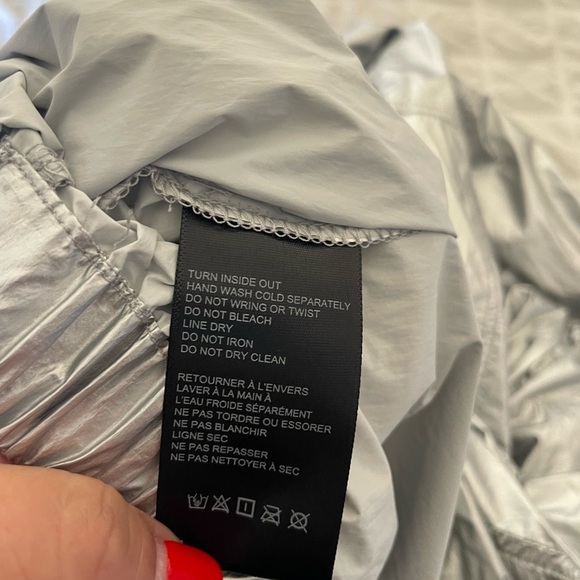 TURN INSIDE OUT
HAND WASH COLD SEPARATELY
DO NOT WRING OR TWIST
DO NOT BLEACH
LINE DRY
DO NOT IRON
DO NOT DRY CLEAN
RETOURNER À L'ENVERS
LAVER À LA MAIN À
L'EAU FROIDE SÉPARÉMENT
NE PAS TORDRE OU ESSORER
NE PAS BLANCHIR
LIGNE SEC
NE PAS REPASSER
NE PAS NETTOYER À SEC